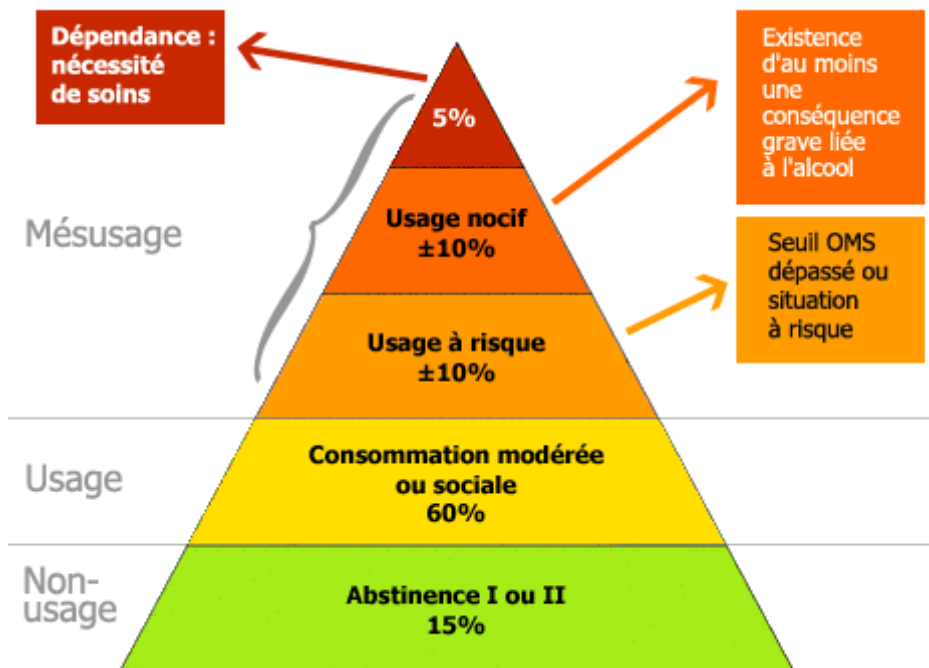 Dépendance :
nécessité
de soins
Existence
d'au moins
une
conséquence
grave liée
à l'alcool
5%
Mésusage
Usage nocif
±10%
Seuil OMS
dépassé ou
situation
à risque
Usage à risque
±10%
Usage
Consommation modérée
ou sociale
60%
Non-
usage
Abstinence I ou II
15%